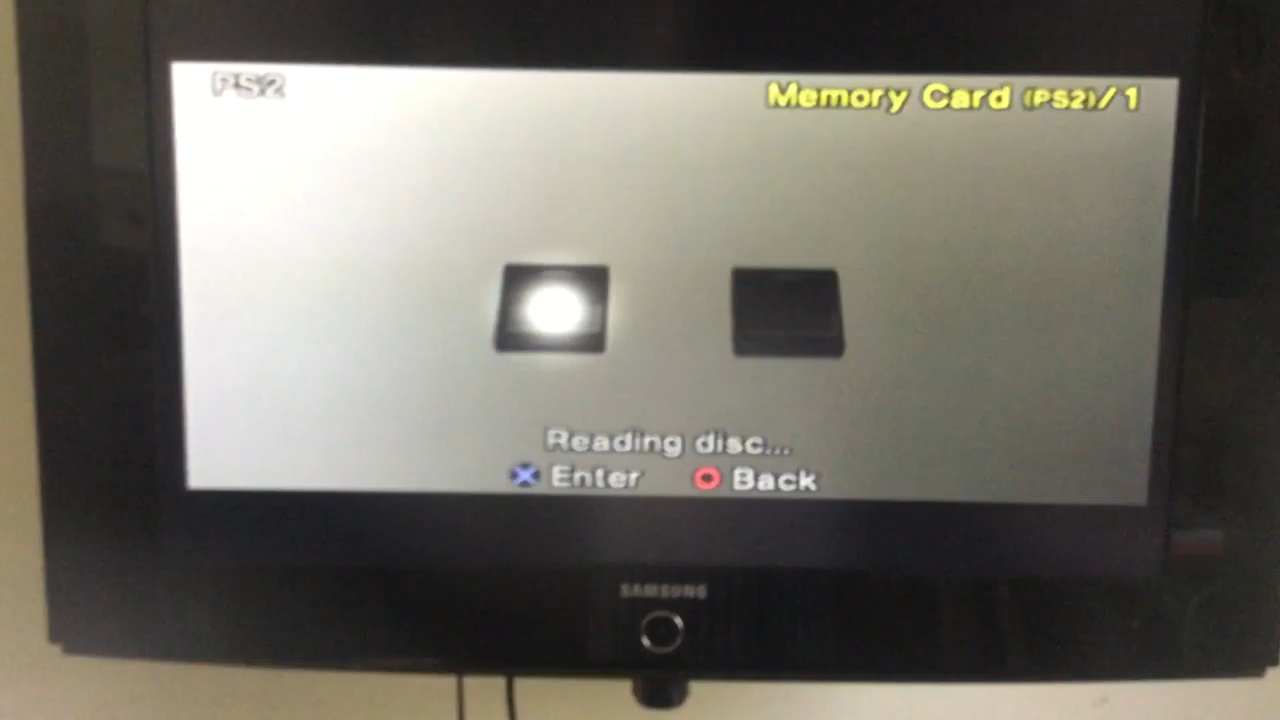 PS2
Memory Card (PS2)/1
Reading disc...
Enter Back
SAMSUNG